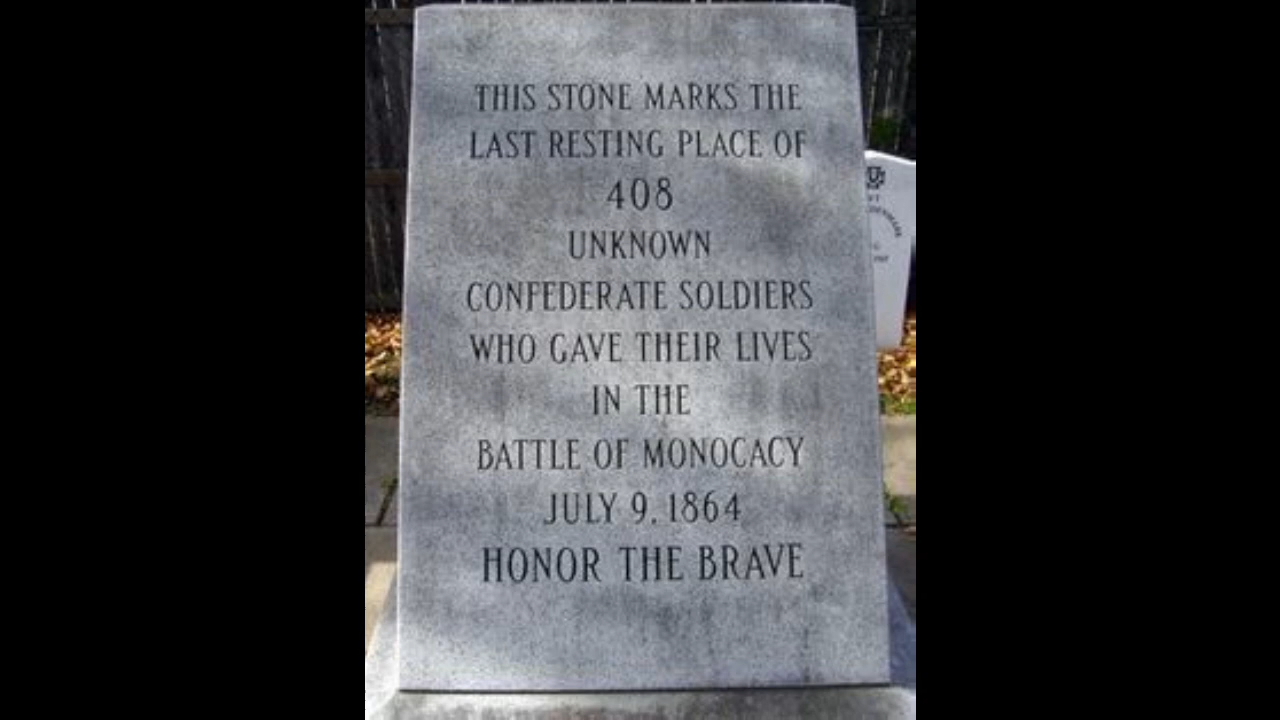 THIS STONE MARKS THE
LAST RESTING PLACE OF
408
UNKNOWN
CONFEDERATE SOLDIERS
WHO GAVE THEIR LIVES
IN THE
BATTLE OF MONOCACY
JULY 9, 1864
HONOR THE BRAVE